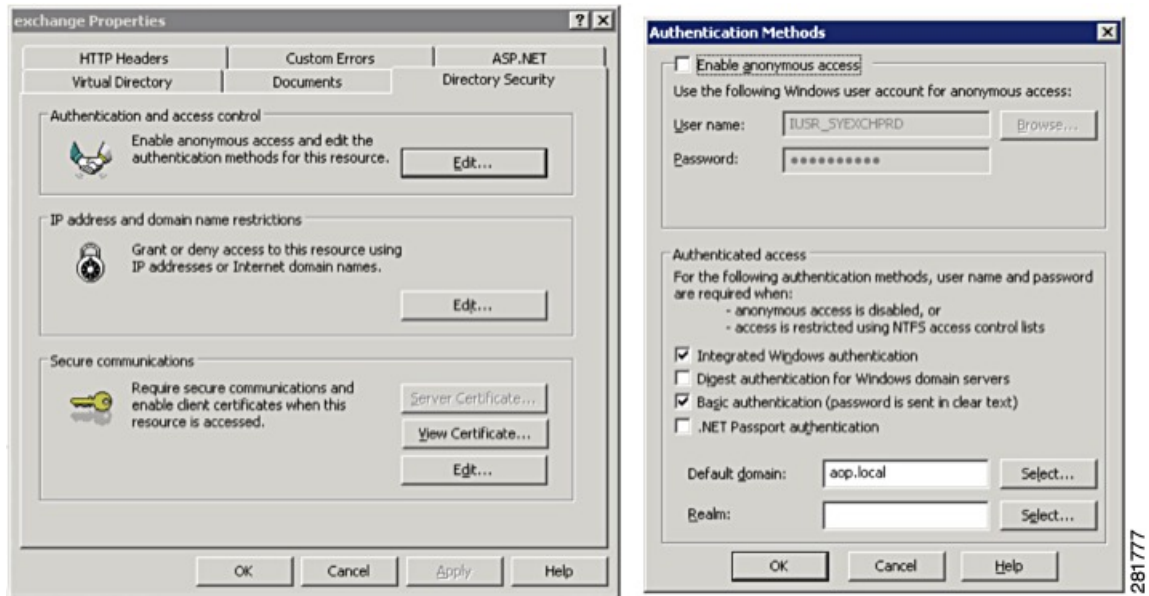 exchange Properties
HTTP Headers
Custom Errors
ASP.NET
Virtual Directory
Documents
Directory Security
Authentication and access control
Enable anonymous access and edit the
authentication methods for this resource.
Edit...
IP address and domain name restrictions
Grant or deny access to this resource using
IP addresses or Internet domain names.
Edit...
Secure communications
Require secure communications and
enable client certificates when this
resource is accessed.
Server Certificate...
View Certificate...
Edit...
OK
Cancel
Apply
Help
Authentication Methods
Enable anonymous access
Use the following Windows user account for anonymous access:
User name:
IUSR_SYEXCHPRD
Browse...
Password:
Authenticated access
For the following authentication methods, user name and password
are required when:
- anonymous access is disabled, or
- access is restricted using NTFS access control lists
Integrated Windows authentication
Digest authentication for Windows domain servers
Basic authentication (password is sent in clear text)
.NET Passport authentication
Default domain:
aop.local
Select...
Realm:
Select...
OK
Cancel
Help
281777